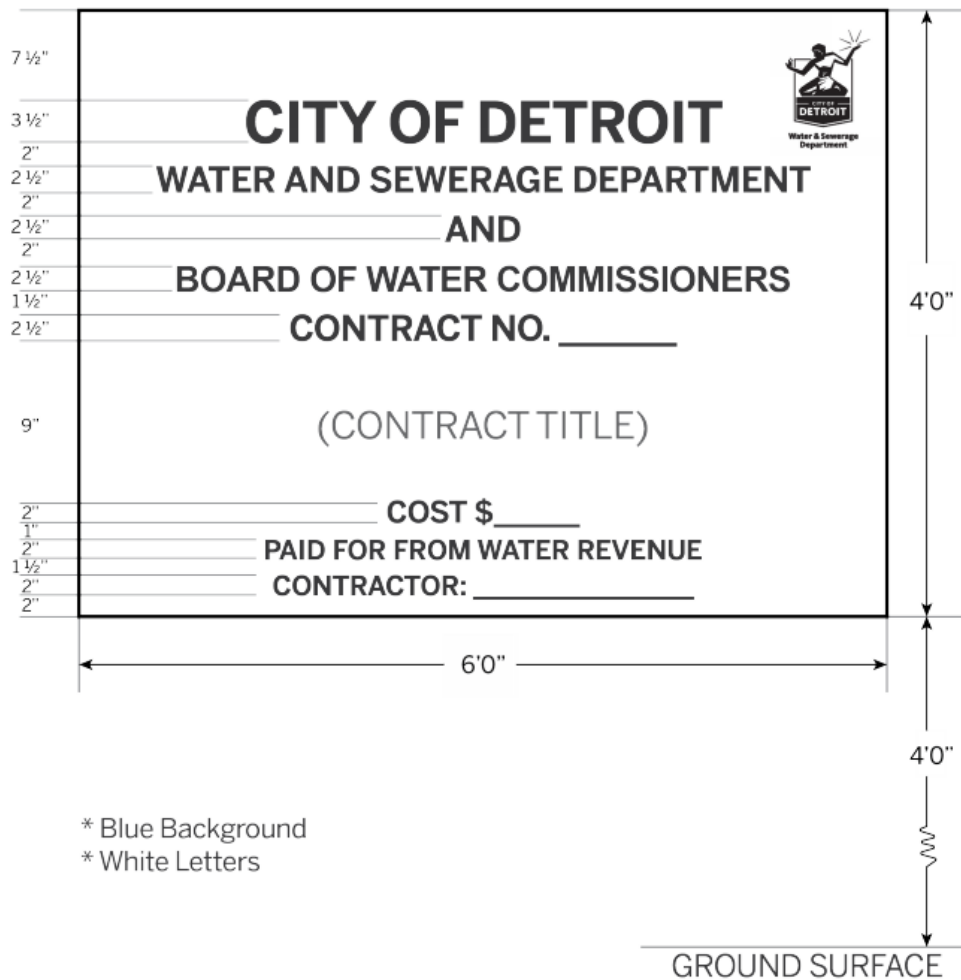 7 ½"
CITY OF
DETROIT
Water & Sewerage
Department
3 ½"
CITY OF DETROIT
2"
2 ½"
WATER AND SEWERAGE DEPARTMENT
2"
2 ½"
AND
2"
2 ½"
BOARD OF WATER COMMISSIONERS
1 ½"
4'0"
2 ½"
CONTRACT NO. _______
9"
(CONTRACT TITLE)
2"
COST $_____
1"
2"
PAID FOR FROM WATER REVENUE
1 ½"
2"
CONTRACTOR: _____________
2"
6'0"
4'0"
* Blue Background
* White Letters
GROUND SURFACE